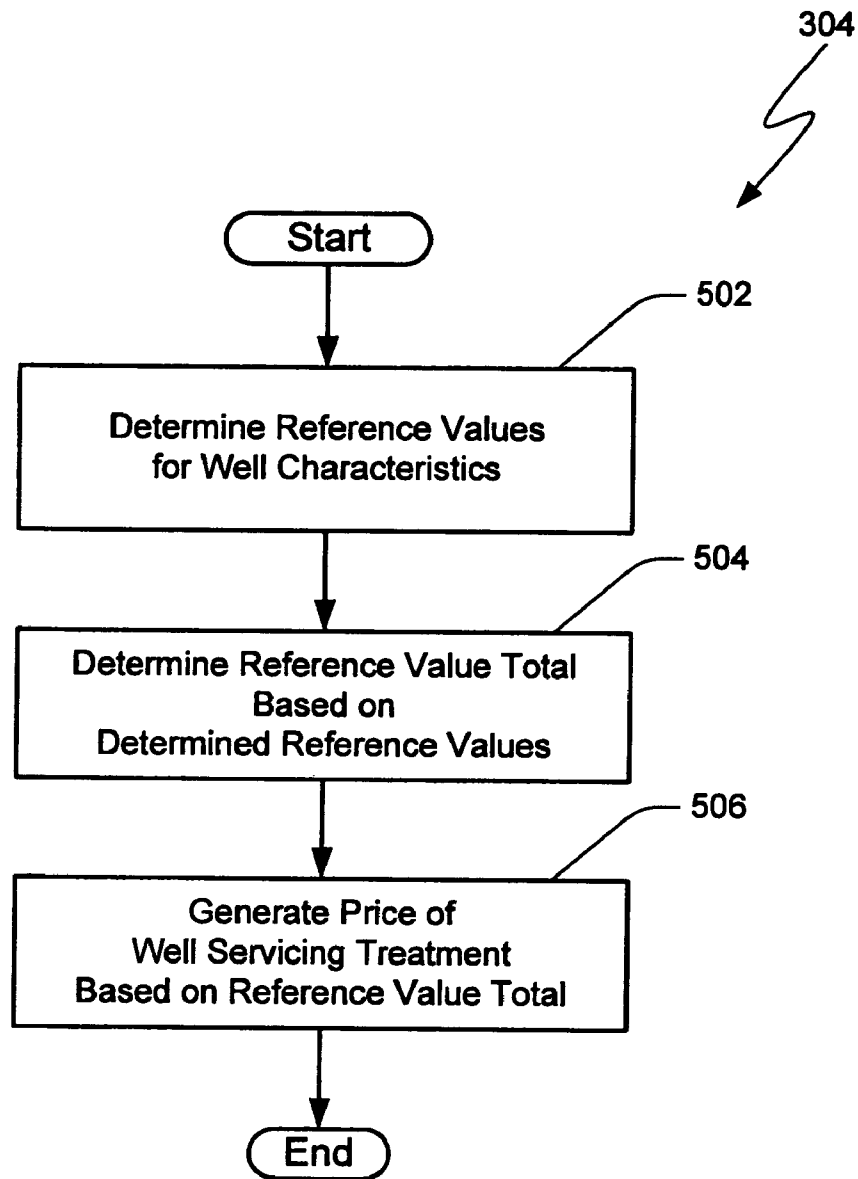 304
Start
502
Determine Reference Values
for Well Characteristics
504
Determine Reference Value Total
Based on
Determined Reference Values
506
Generate Price of
Well Servicing Treatment
Based on Reference Value Total
End